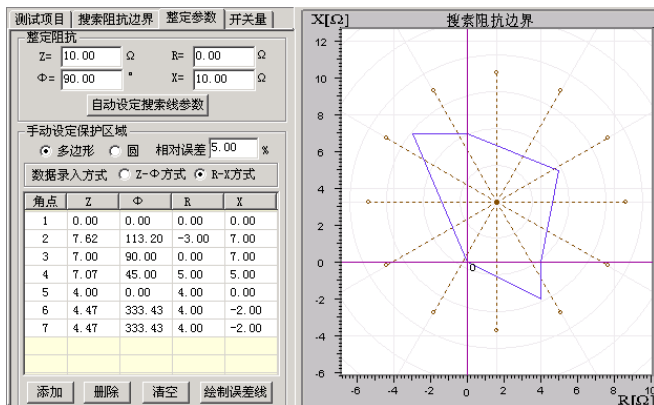 测试项目 搜索阻抗边界 整定参数 开关量
整定阻抗
Z= 10.00 Ω R= 0.00 Ω
Φ= 90.00 ° X= 10.00 Ω
自动设定搜索线参数
手动设定保护区域
多边形 圆 相对误差 5.00 %
数据录入方式 Z-Φ方式 R-X方式
角点 Z Φ R X
1 0.00 0.00 0.00 0.00
2 7.62 113.20 -3.00 7.00
3 7.00 90.00 0.00 7.00
4 7.07 45.00 5.00 5.00
5 4.00 0.00 4.00 0.00
6 4.47 333.43 4.00 -2.00
7 4.47 333.43 4.00 -2.00
添加 删除 清空 绘制误差线
X[Ω] 搜索阻抗边界
12
10
8
6
4
2
0
0
-2
-4
-6
-6 -4 -2 0 2 4 6 8 10
R[Ω]